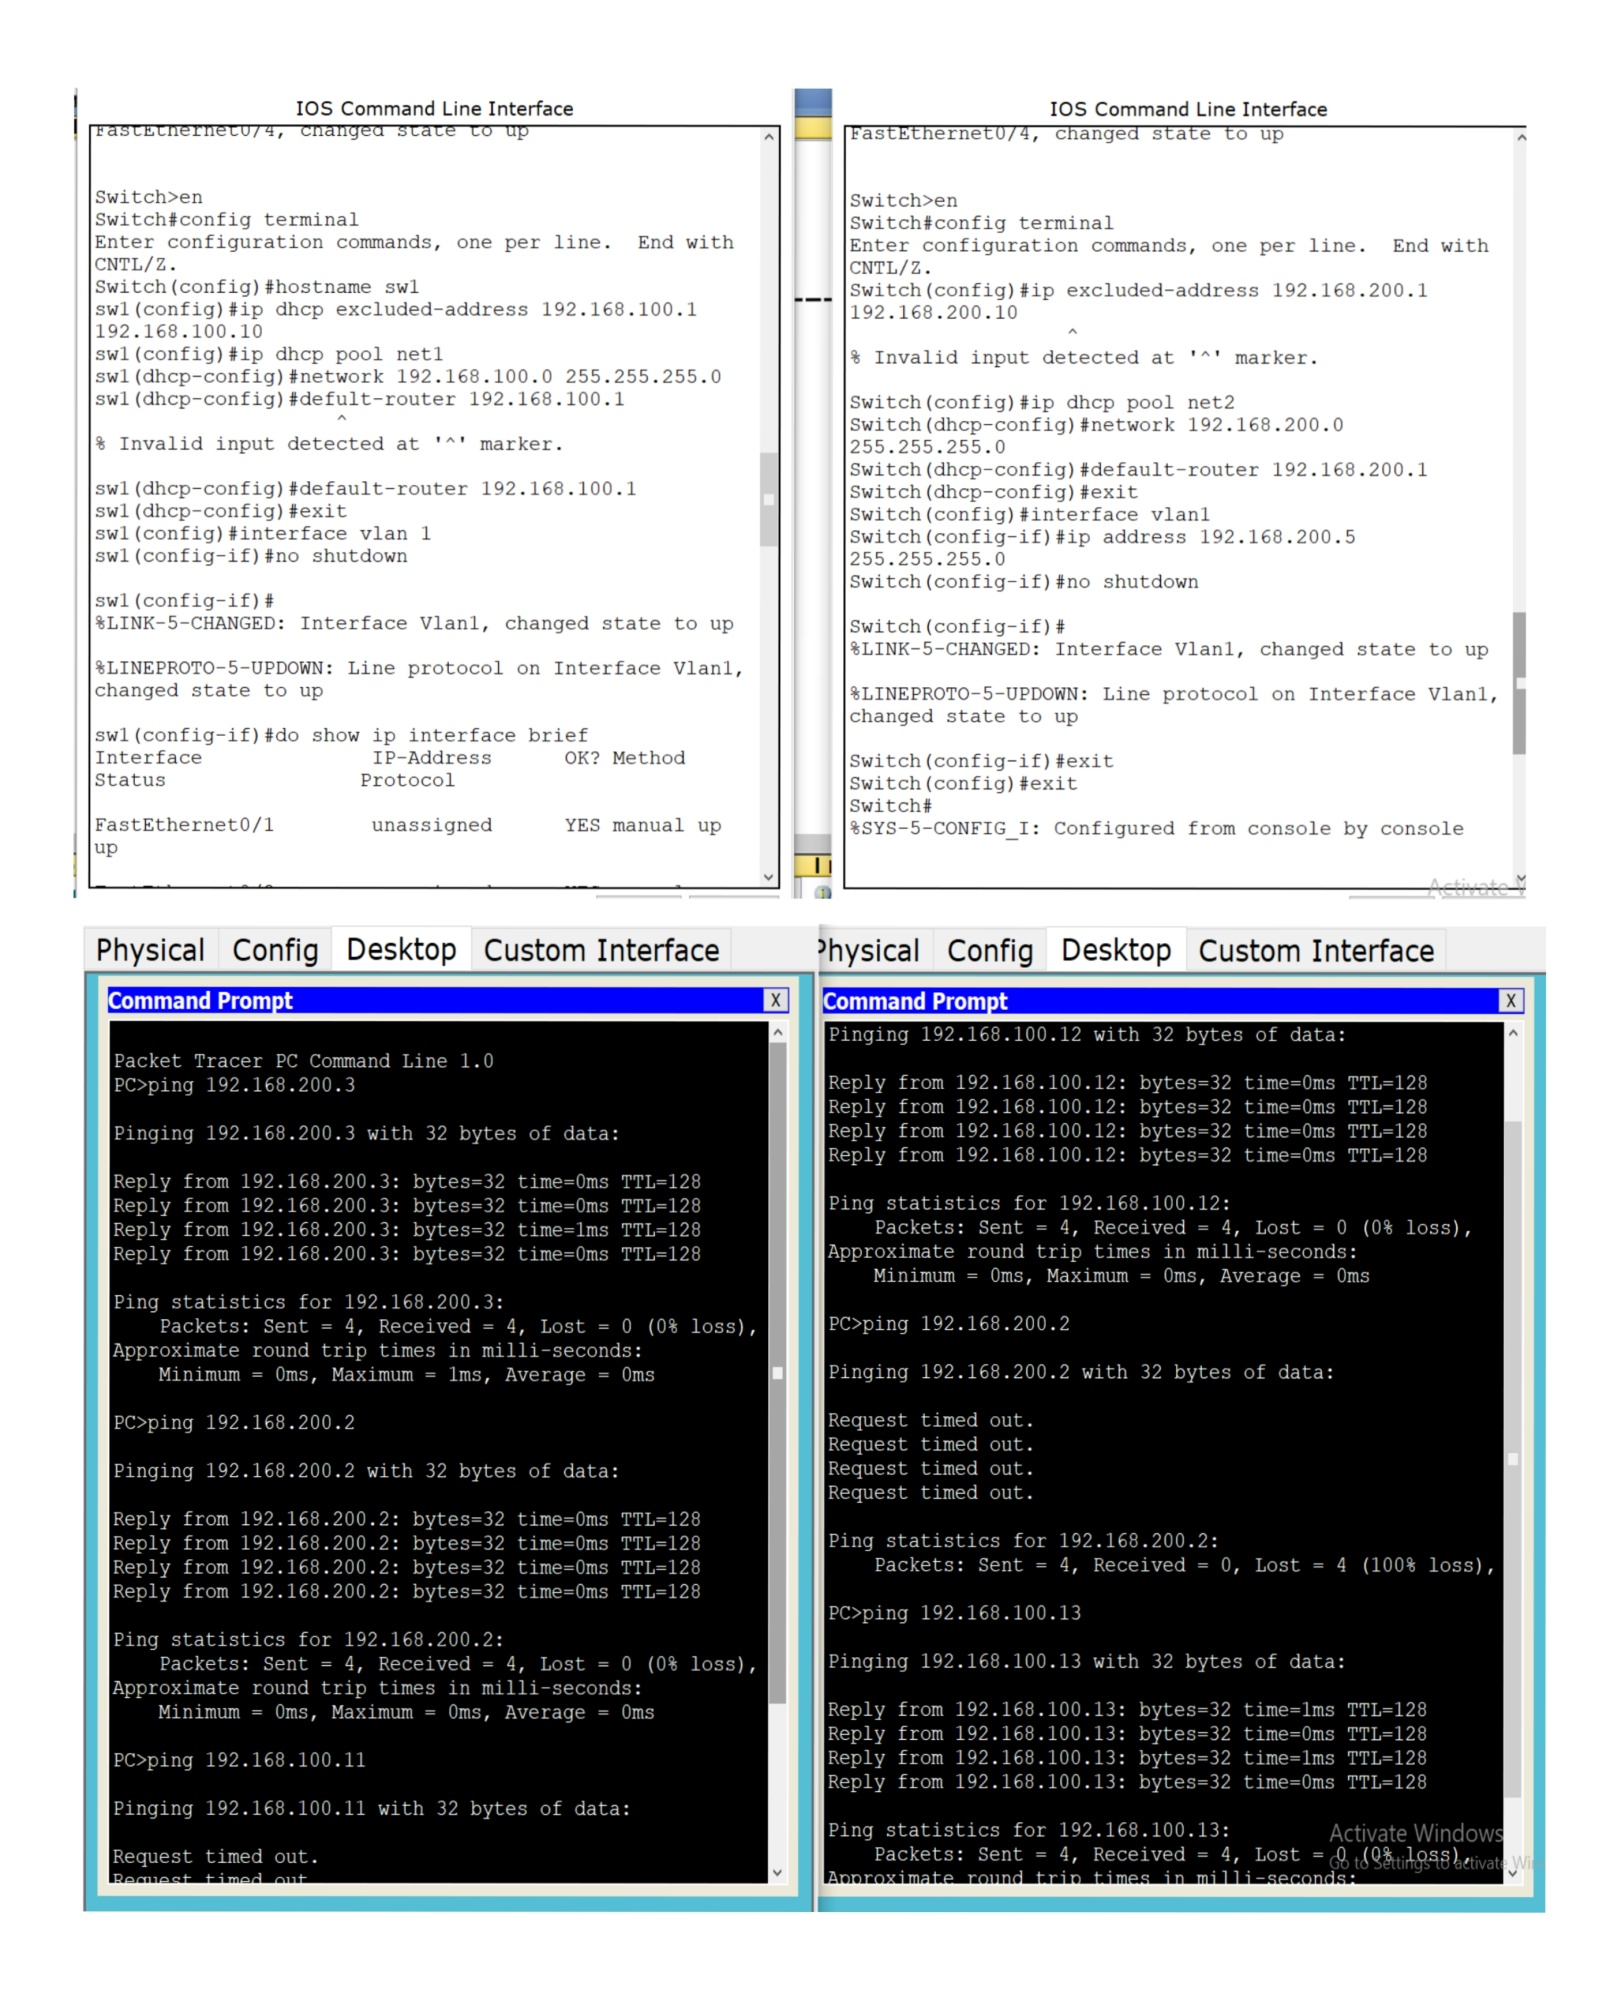 IOS Command Line Interface
FastEthernet0/4, changed state to up
Switch>en
Switch#config terminal
Enter configuration commands, one per line.  End with
CNTL/Z.
Switch(config)#hostname sw1
sw1(config)#ip dhcp excluded-address 192.168.100.1
192.168.100.10
sw1(config)#ip dhcp pool net1
sw1(dhcp-config)#network 192.168.100.0 255.255.255.0
sw1(dhcp-config)#defult-router 192.168.100.1
^
% Invalid input detected at '^' marker.
sw1(dhcp-config)#default-router 192.168.100.1
sw1(dhcp-config)#exit
sw1(config)#interface vlan 1
sw1(config-if)#no shutdown
sw1(config-if)#
%LINK-5-CHANGED: Interface Vlan1, changed state to up
%LINEPROTO-5-UPDOWN: Line protocol on Interface Vlan1,
changed state to up
sw1(config-if)#do show ip interface brief
Interface IP-Address OK? Method
Status Protocol
FastEthernet0/1 unassigned YES manual up
up
IOS Command Line Interface
FastEthernet0/4, changed state to up
Switch>en
Switch#config terminal
Enter configuration commands, one per line.  End with
CNTL/Z.
Switch(config)#ip excluded-address 192.168.200.1
192.168.200.10
^
% Invalid input detected at '^' marker.
Switch(config)#ip dhcp pool net2
Switch(dhcp-config)#network 192.168.200.0
255.255.255.0
Switch(dhcp-config)#default-router 192.168.200.1
Switch(dhcp-config)#exit
Switch(config)#interface vlan1
Switch(config-if)#ip address 192.168.200.5
255.255.255.0
Switch(config-if)#no shutdown
Switch(config-if)#
%LINK-5-CHANGED: Interface Vlan1, changed state to up
%LINEPROTO-5-UPDOWN: Line protocol on Interface Vlan1,
changed state to up
Switch(config-if)#exit
Switch(config)#exit
Switch#
%SYS-5-CONFIG_I: Configured from console by console
Activate
Physical Config Desktop Custom Interface
Command Prompt X
Packet Tracer PC Command Line 1.0
PC>ping 192.168.200.3
Pinging 192.168.200.3 with 32 bytes of data:
Reply from 192.168.200.3: bytes=32 time=0ms TTL=128
Reply from 192.168.200.3: bytes=32 time=0ms TTL=128
Reply from 192.168.200.3: bytes=32 time=1ms TTL=128
Reply from 192.168.200.3: bytes=32 time=0ms TTL=128
Ping statistics for 192.168.200.3:
Packets: Sent = 4, Received = 4, Lost = 0 (0% loss),
Approximate round trip times in milli-seconds:
Minimum = 0ms, Maximum = 1ms, Average = 0ms
PC>ping 192.168.200.2
Pinging 192.168.200.2 with 32 bytes of data:
Reply from 192.168.200.2: bytes=32 time=0ms TTL=128
Reply from 192.168.200.2: bytes=32 time=0ms TTL=128
Reply from 192.168.200.2: bytes=32 time=0ms TTL=128
Reply from 192.168.200.2: bytes=32 time=0ms TTL=128
Ping statistics for 192.168.200.2:
Packets: Sent = 4, Received = 4, Lost = 0 (0% loss),
Approximate round trip times in milli-seconds:
Minimum = 0ms, Maximum = 0ms, Average = 0ms
PC>ping 192.168.100.11
Pinging 192.168.100.11 with 32 bytes of data:
Request timed out.
Request timed out
Physical Config Desktop Custom Interface
Command Prompt X
Pinging 192.168.100.12 with 32 bytes of data:
Reply from 192.168.100.12: bytes=32 time=0ms TTL=128
Reply from 192.168.100.12: bytes=32 time=0ms TTL=128
Reply from 192.168.100.12: bytes=32 time=0ms TTL=128
Reply from 192.168.100.12: bytes=32 time=0ms TTL=128
Ping statistics for 192.168.100.12:
Packets: Sent = 4, Received = 4, Lost = 0 (0% loss),
Approximate round trip times in milli-seconds:
Minimum = 0ms, Maximum = 0ms, Average = 0ms
PC>ping 192.168.200.2
Pinging 192.168.200.2 with 32 bytes of data:
Request timed out.
Request timed out.
Request timed out.
Request timed out.
Ping statistics for 192.168.200.2:
Packets: Sent = 4, Received = 0, Lost = 4 (100% loss),
PC>ping 192.168.100.13
Pinging 192.168.100.13 with 32 bytes of data:
Reply from 192.168.100.13: bytes=32 time=1ms TTL=128
Reply from 192.168.100.13: bytes=32 time=0ms TTL=128
Reply from 192.168.100.13: bytes=32 time=1ms TTL=128
Reply from 192.168.100.13: bytes=32 time=0ms TTL=128
Ping statistics for 192.168.100.13:
Packets: Sent = 4, Received = 4, Lost = 0 (0% loss),
Approximate round trip times in milli-seconds:
Activate Windows
Go to Settings to activate Wi